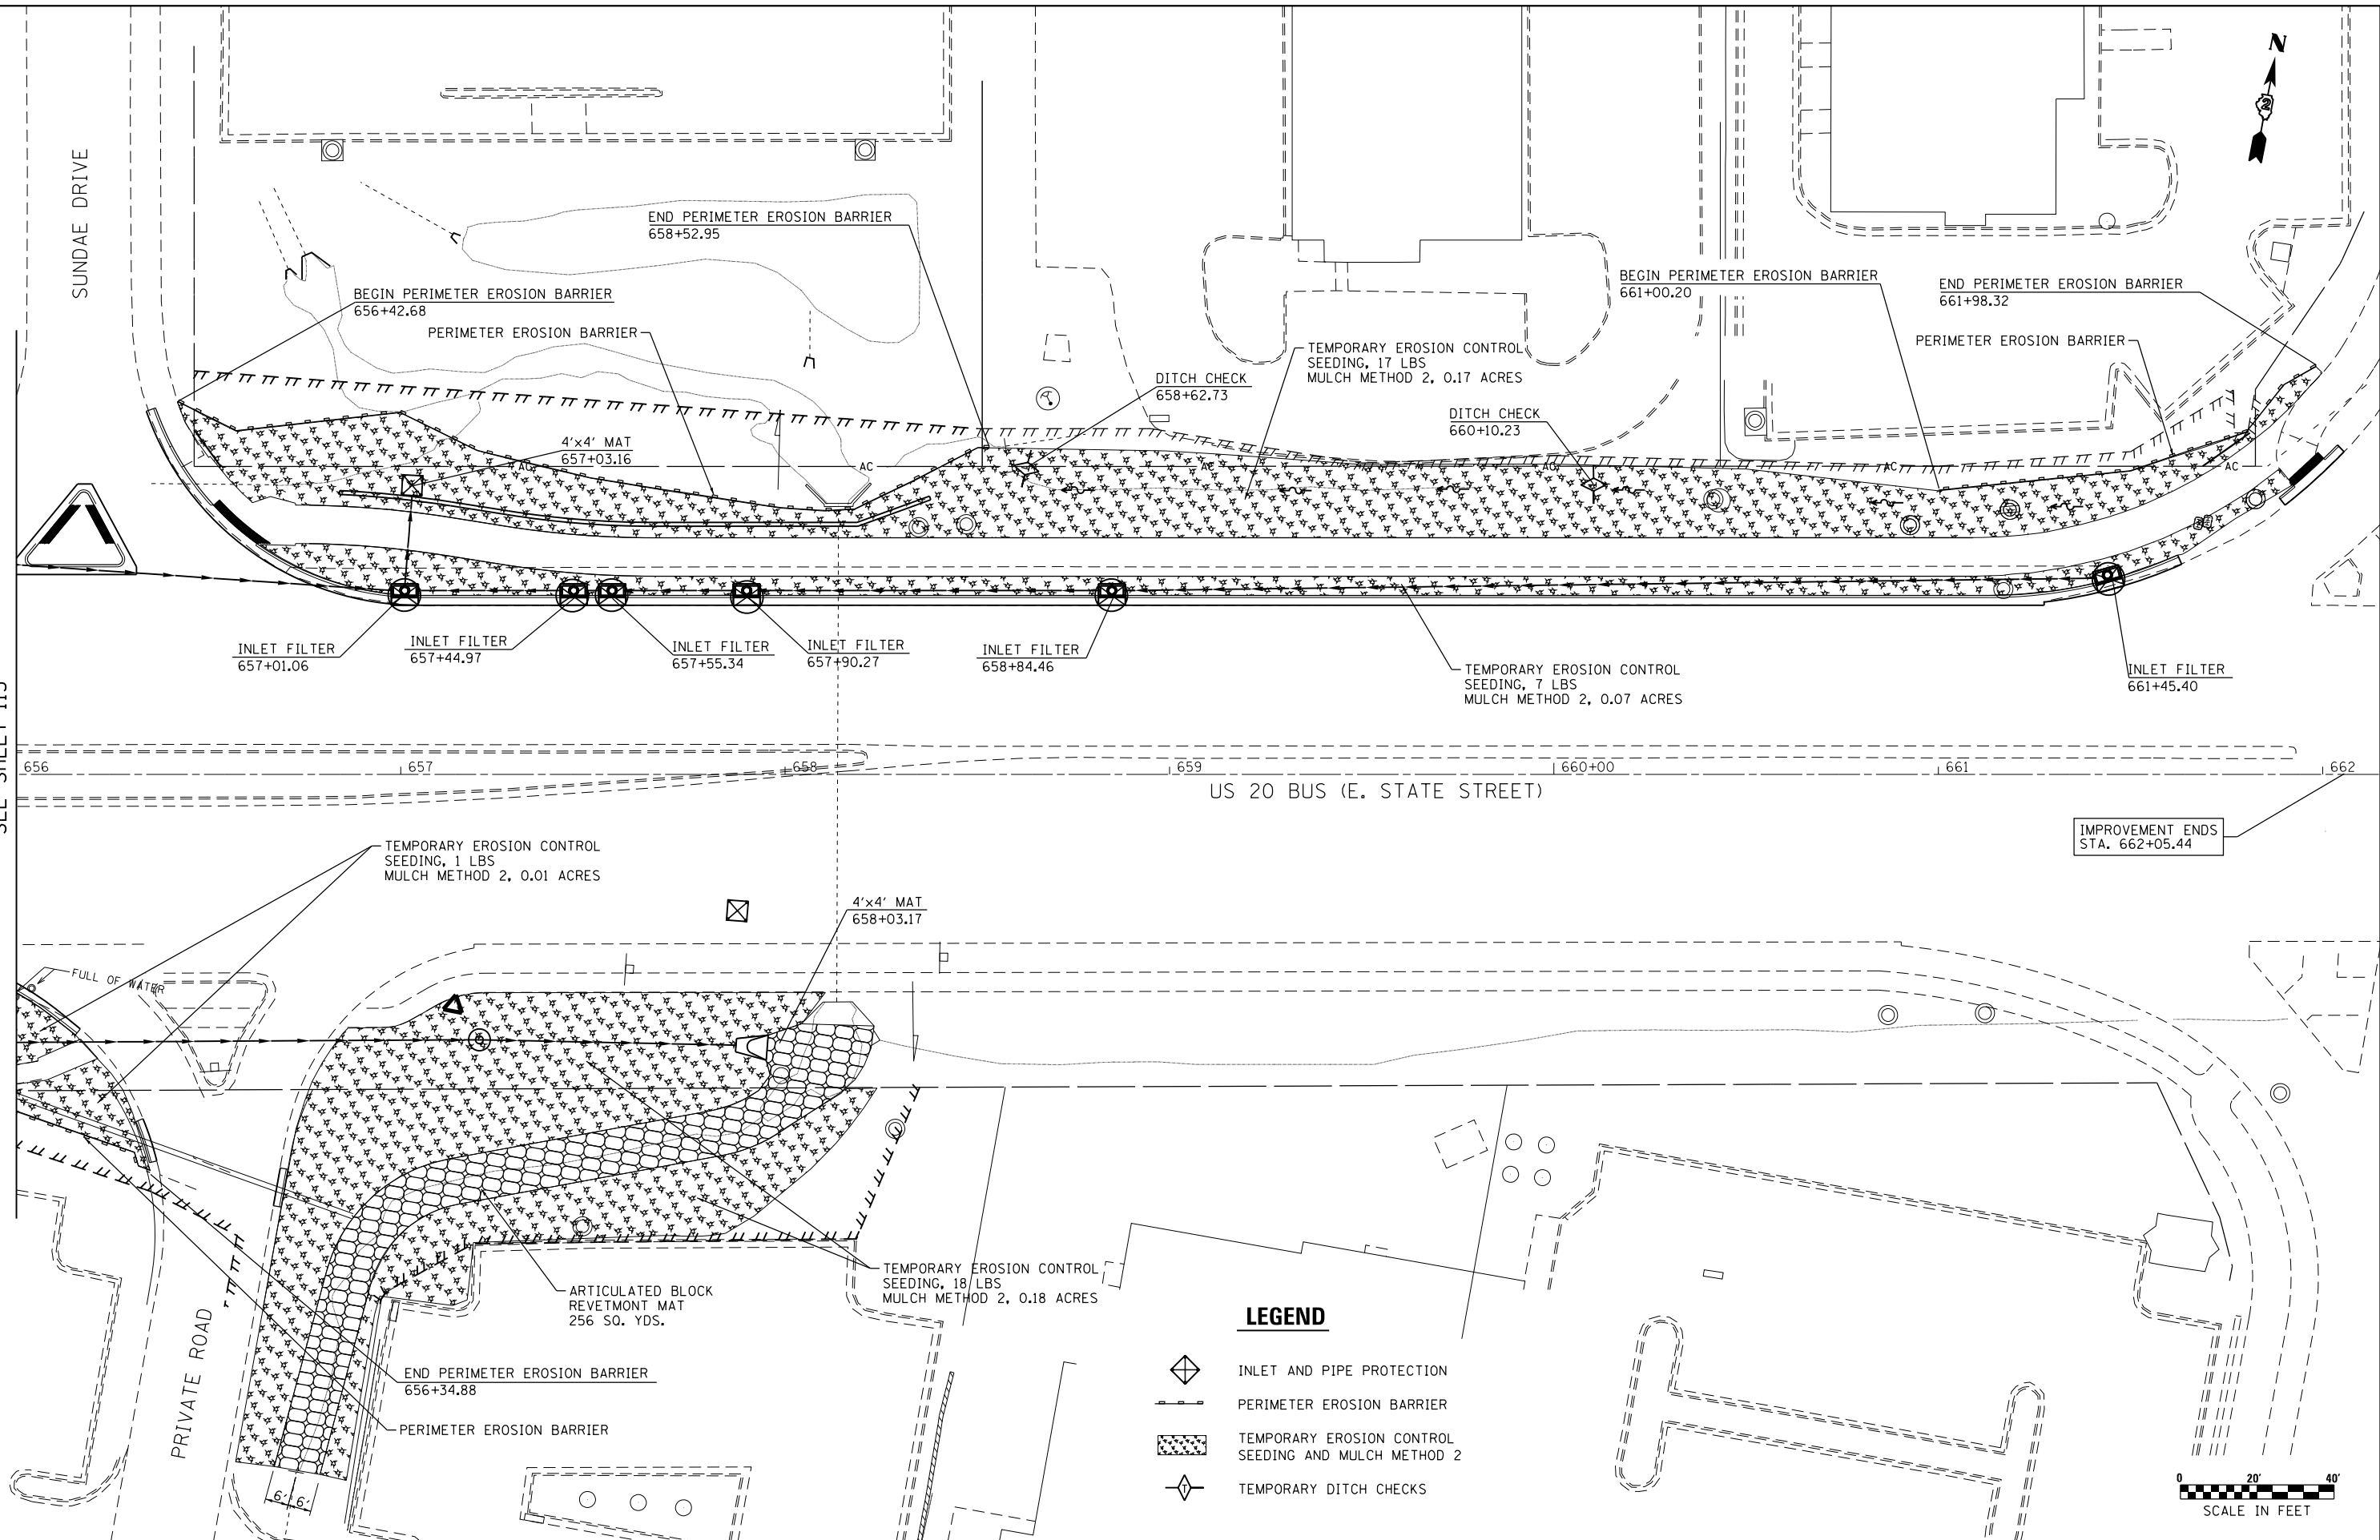 N
2
SUNDAE DRIVE
END PERIMETER EROSION BARRIER
658+52.95
BEGIN PERIMETER EROSION BARRIER
656+42.68
PERIMETER EROSION BARRIER
BEGIN PERIMETER EROSION BARRIER
661+00.20
END PERIMETER EROSION BARRIER
661+98.32
PERIMETER EROSION BARRIER
TEMPORARY EROSION CONTROL
SEEDING, 17 LBS
MULCH METHOD 2, 0.17 ACRES
DITCH CHECK
658+62.73
DITCH CHECK
660+10.23
4'x4' MAT
657+03.16
AC
AC
AC
AC
AC
AC
INLET FILTER
657+01.06
INLET FILTER
657+44.97
INLET FILTER
657+55.34
INLET FILTER
657+90.27
INLET FILTER
658+84.46
TEMPORARY EROSION CONTROL
SEEDING, 7 LBS
MULCH METHOD 2, 0.07 ACRES
INLET FILTER
661+45.40
656
657
658
659
660+00
661
662
US 20 BUS (E. STATE STREET)
IMPROVEMENT ENDS
STA. 662+05.44
TEMPORARY EROSION CONTROL
SEEDING, 1 LBS
MULCH METHOD 2, 0.01 ACRES
4'x4' MAT
658+03.17
FULL OF WATER
TEMPORARY EROSION CONTROL
SEEDING, 18 LBS
MULCH METHOD 2, 0.18 ACRES
ARTICULATED BLOCK
REVETMONT MAT
256 SQ. YDS.
END PERIMETER EROSION BARRIER
656+34.88
PERIMETER EROSION BARRIER
PRIVATE ROAD
6' 6'
LEGEND
INLET AND PIPE PROTECTION
PERIMETER EROSION BARRIER
TEMPORARY EROSION CONTROL
SEEDING AND MULCH METHOD 2
T
TEMPORARY DITCH CHECKS
0 20' 40'
SCALE IN FEET